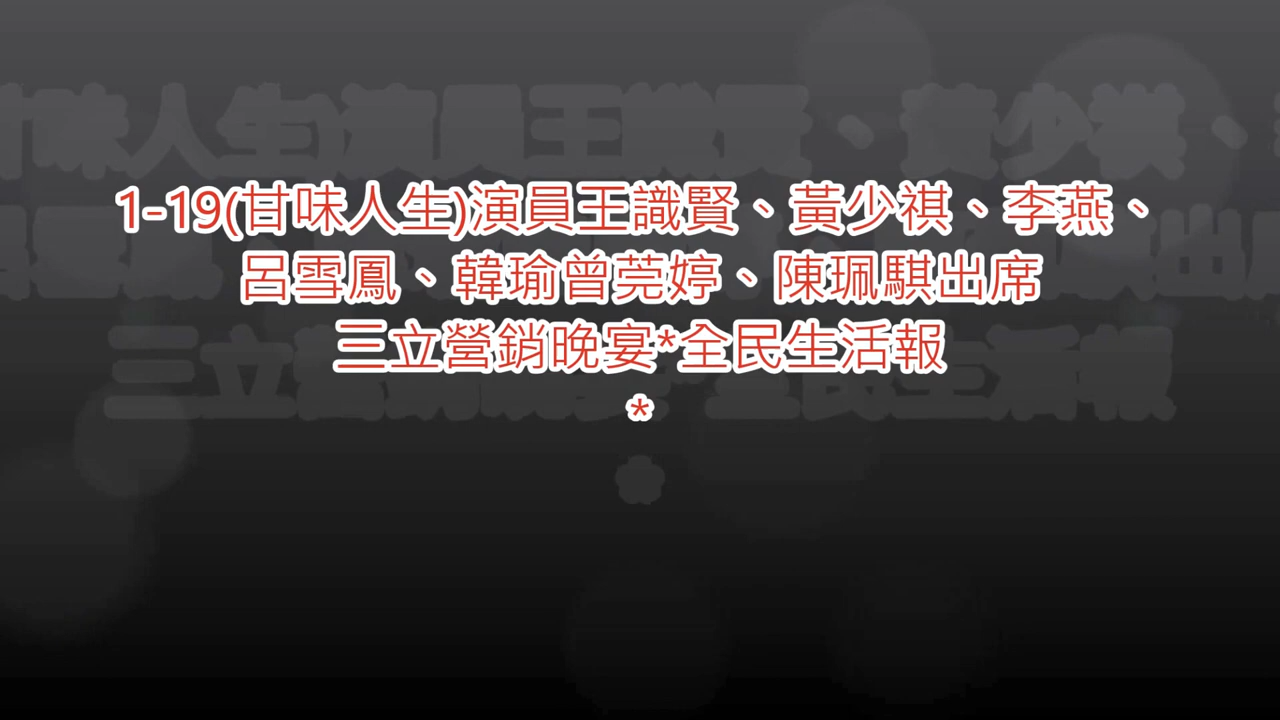 1-19(甘味人生)演員王識賢、黃少祺、李燕、
呂雪鳳、韓瑜曾莞婷、陳珮騏出席
三立營銷晚宴*全民生活報
*